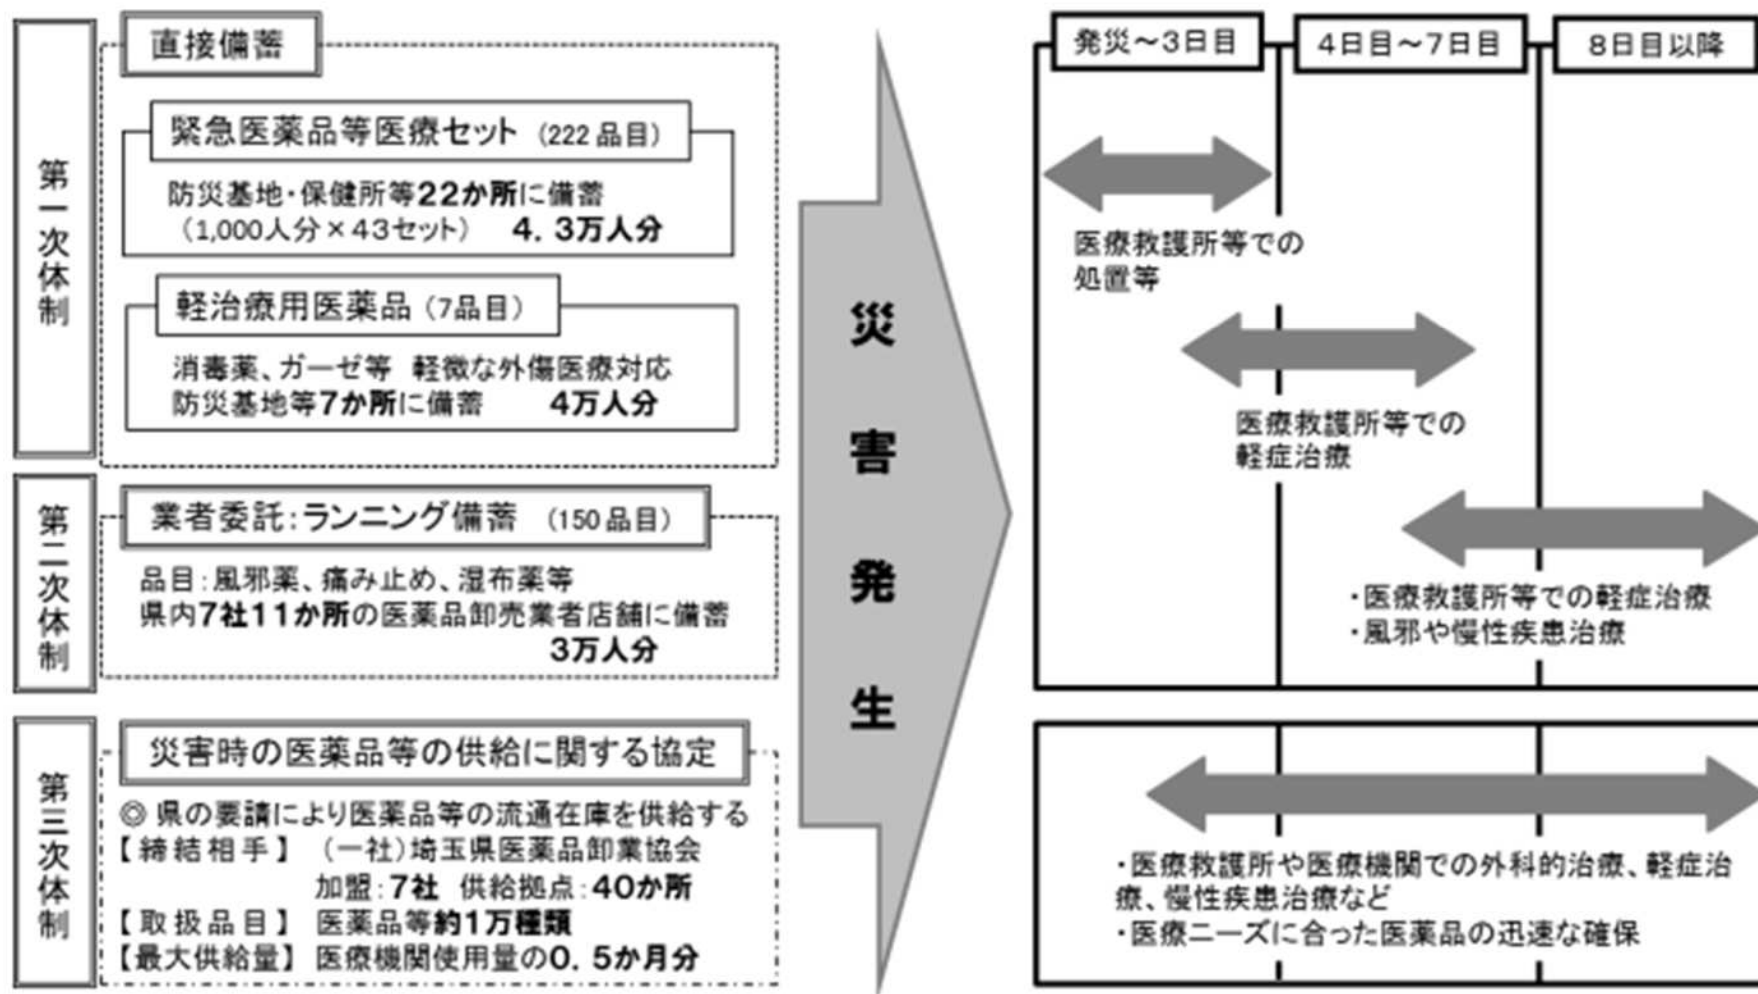 第一次体制
直接備蓄
緊急医薬品等医療セット (222品目)
防災基地・保健所等22か所に備蓄
(1,000人分×43セット) 4.3万人分
軽治療用医薬品(7品目)
消毒薬、ガーゼ等 軽微な外傷医療対応
防災基地等7か所に備蓄 4万人分
第二次体制
業者委託:ランニング備蓄 (150品目)
品目:風邪薬、痛み止め、湿布薬等
県内7社11か所の医薬品卸売業者店舗に備蓄
3万人分
第三次体制
災害時の医薬品等の供給に関する協定
◎県の要請により医薬品等の流通在庫を供給する
【締結相手】 (一社)埼玉県医薬品卸業協会
加盟:7社 供給拠点:40か所
【取扱品目】 医薬品等約1万種類
【最大供給量】 医療機関使用量の0.5か月分
災害発生
発災~3日目
4日目~7日目
8日目以降
医療救護所等での
処置等
医療救護所等での
軽症治療
・医療救護所等での軽症治療
・風邪や慢性疾患治療
・医療救護所や医療機関での外科的治療、軽症治
療、慢性疾患治療など
・医療ニーズに合った医薬品の迅速な確保